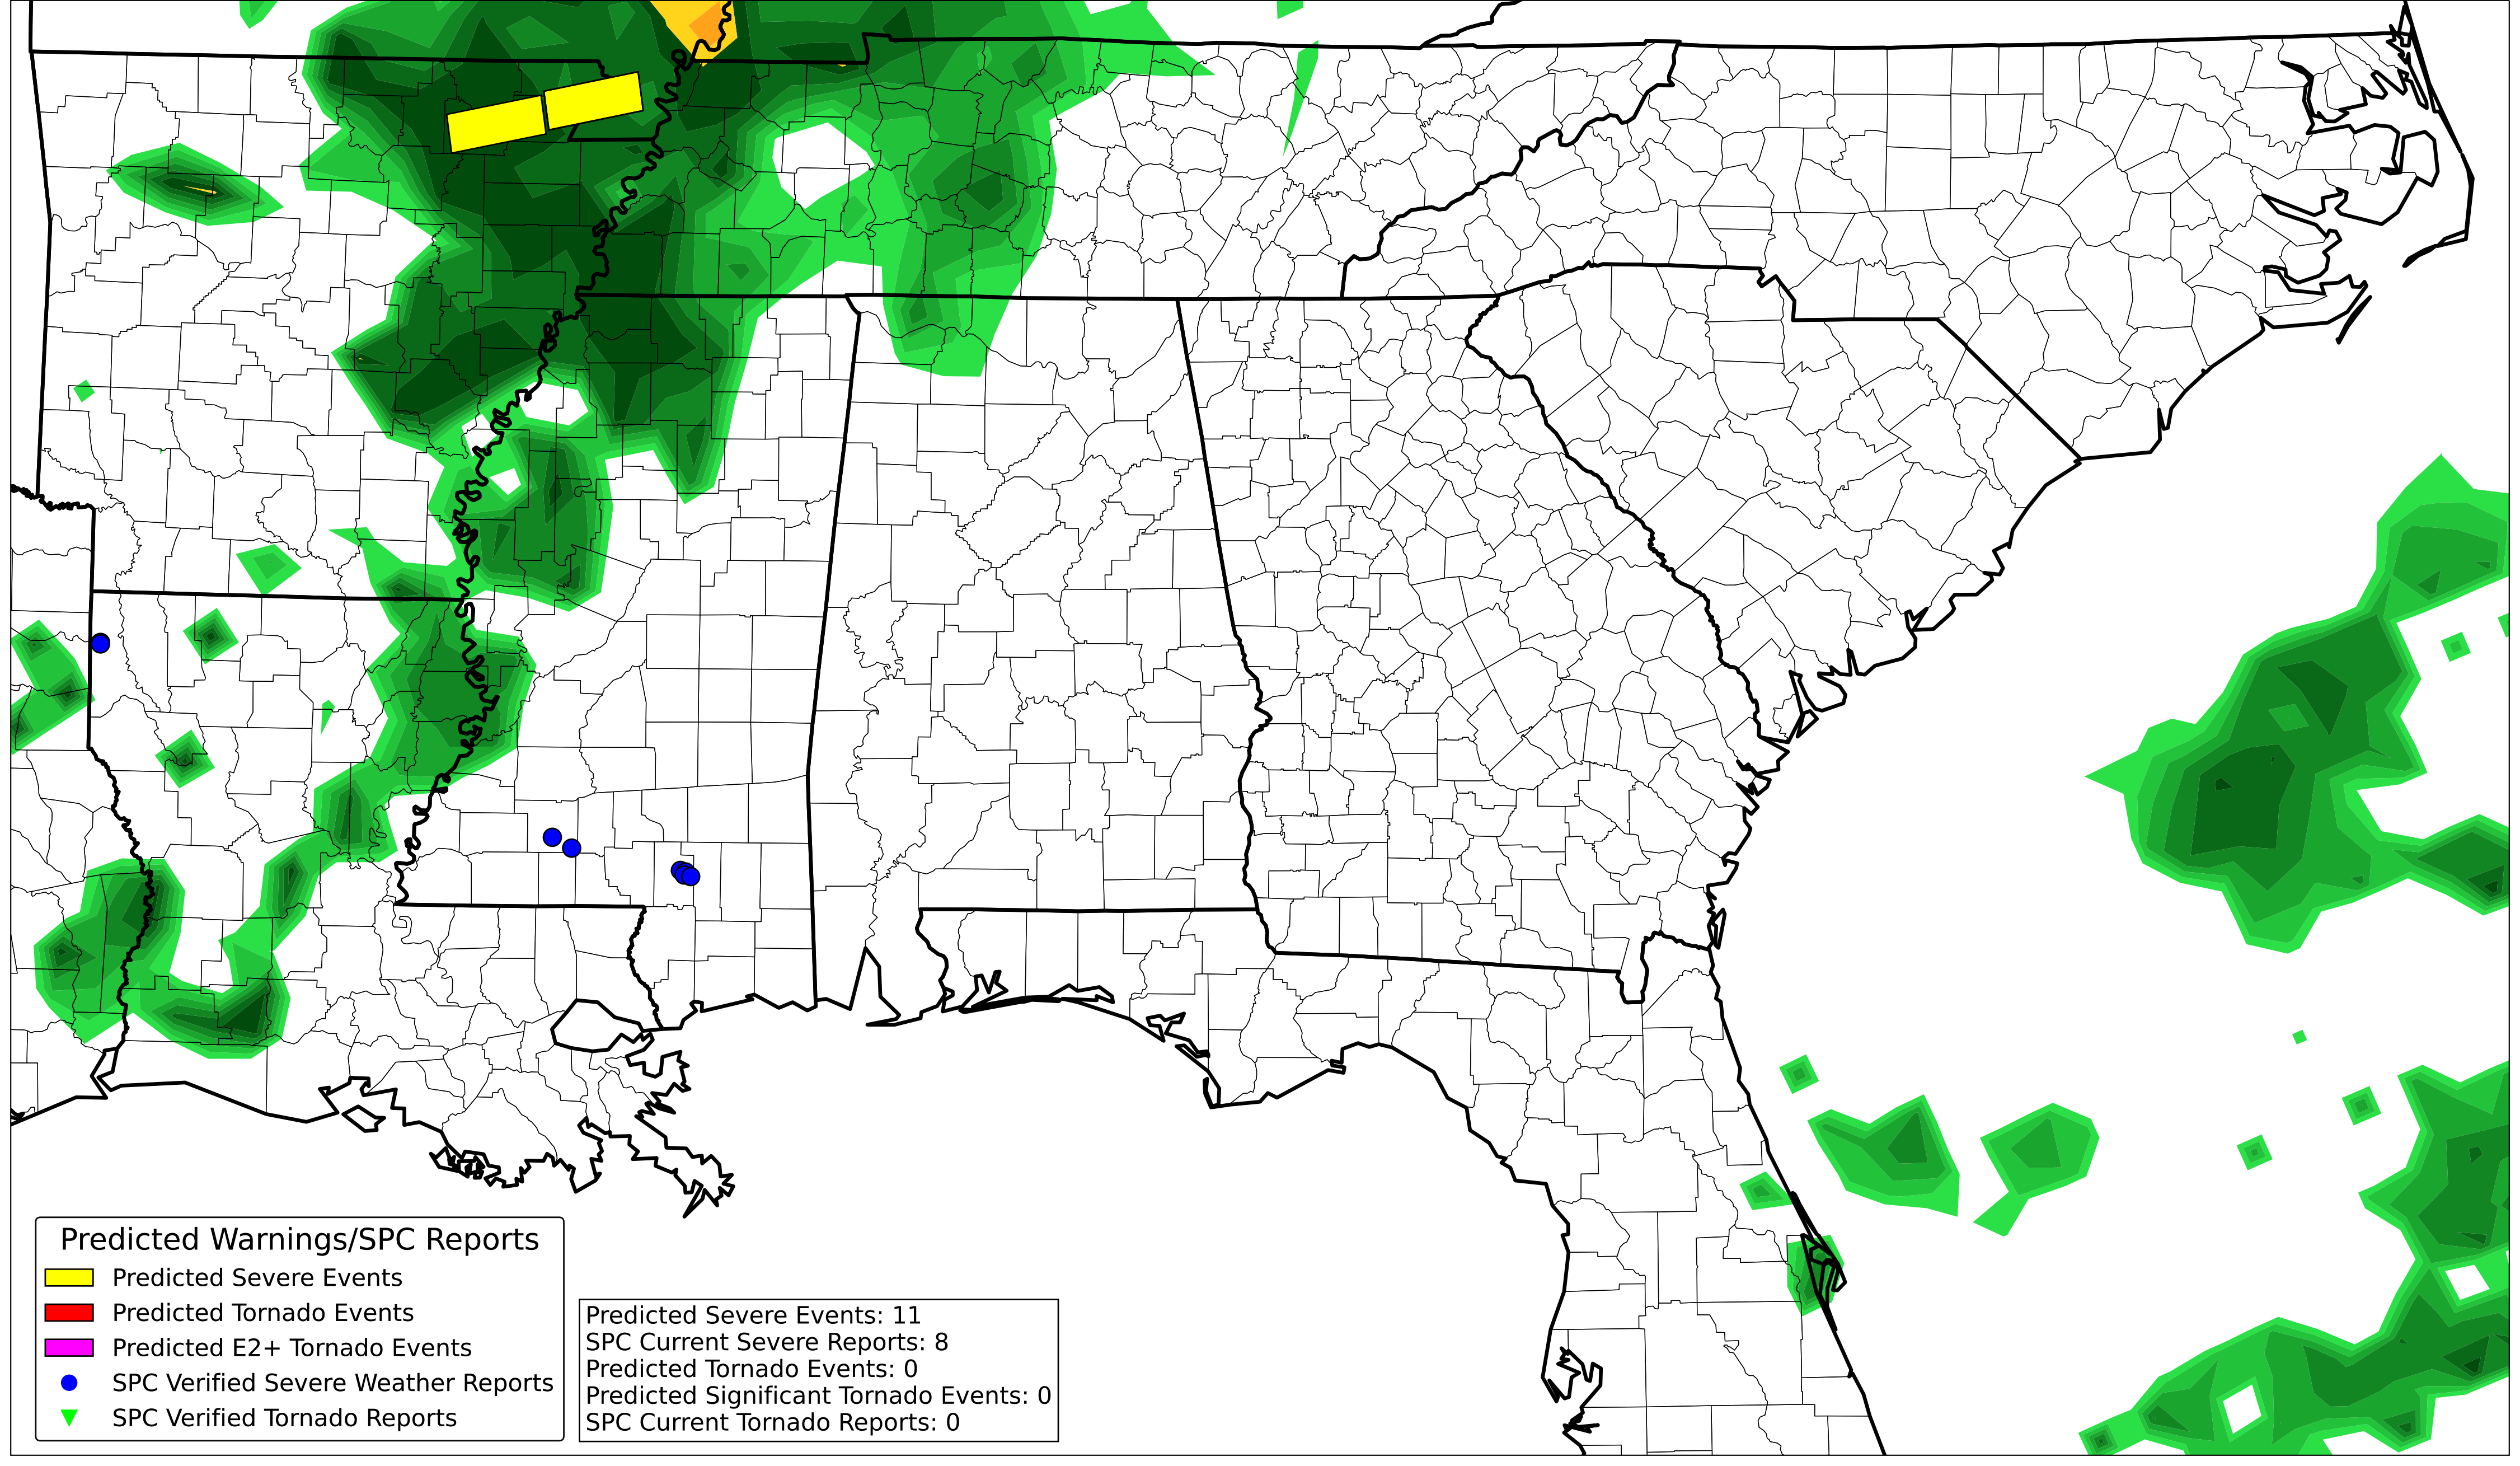 Predicted Warnings/SPC Reports
Predicted Severe Events
Predicted Tornado Events
Predicted E2+ Tornado Events
SPC Verified Severe Weather Reports
SPC Verified Tornado Reports
Predicted Severe Events: 11
SPC Current Severe Reports: 8
Predicted Tornado Events: 0
Predicted Significant Tornado Events: 0
SPC Current Tornado Reports: 0